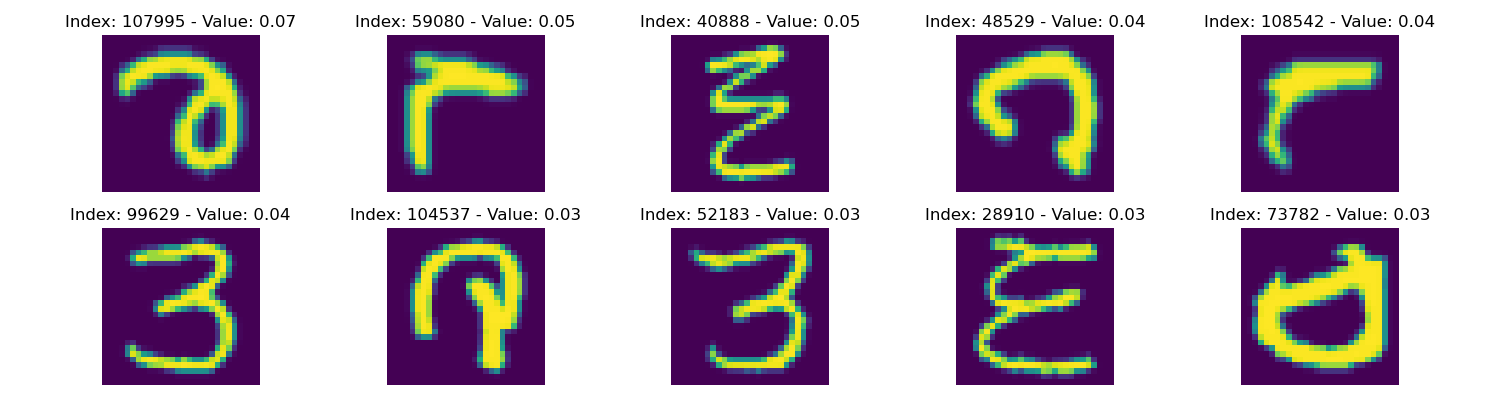 Index: 107995 - Value: 0.07 Index: 59080 - Value: 0.05 Index: 40888 - Value: 0.05 Index: 48529 - Value: 0.04 Index: 108542 - Value: 0.04
Index: 99629 - Value: 0.04 Index: 104537 - Value: 0.03 Index: 52183 - Value: 0.03 Index: 28910 - Value: 0.03 Index: 73782 - Value: 0.03
3 3